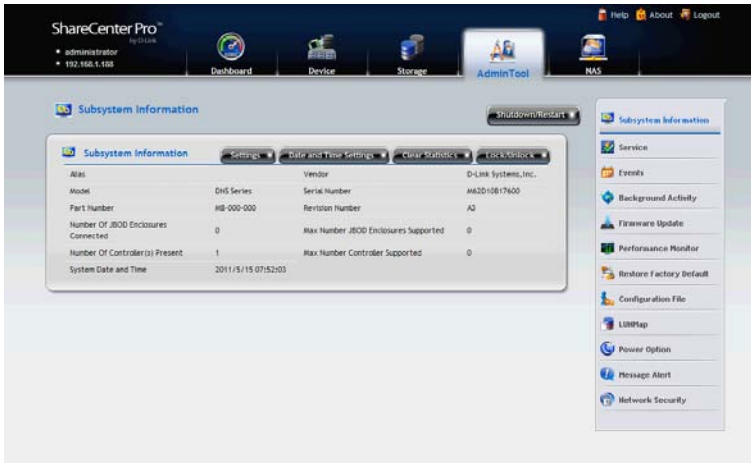 ShareCenter Pro™
by D-Link
administrator
192.168.1.188
Help About Logout
Dashboard Device Storage AdminTool NAS
Subsystem Information
Shutdown/Restart
Subsystem Information
Settings Date and Time Settings Clear Statistics Lock/Unlock
Alias Vendor D-Link Systems,Inc.
Model DNS Series Serial Number M62D10B17600
Part Number HB-000-000 Revision Number A2
Number Of JBOD Enclosures Connected 0 Max Number JBOD Enclosures Supported 0
Number Of Controller(s) Present 1 Max Number Controller Supported 0
System Date and Time 2011/5/15 07:52:03
Subsystem Information
Service
Events
Background Activity
Firmware Update
Performance Monitor
Restore Factory Default
Configuration File
LUNMap
Power Option
Message Alert
Network Security